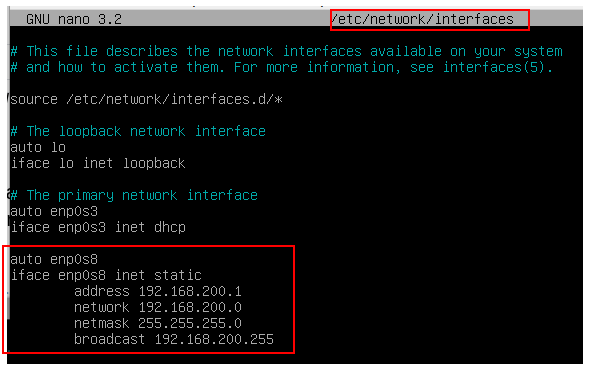 GNU nano 3.2 /etc/network/interfaces
# This file describes the network interfaces available on your system
# and how to activate them. For more information, see interfaces(5).
source /etc/network/interfaces.d/*
# The loopback network interface
auto lo
iface lo inet loopback
# The primary network interface
auto enp0s3
iface enp0s3 inet dhcp
auto enp0s8
iface enp0s8 inet static
address 192.168.200.1
network 192.168.200.0
netmask 255.255.255.0
broadcast 192.168.200.255